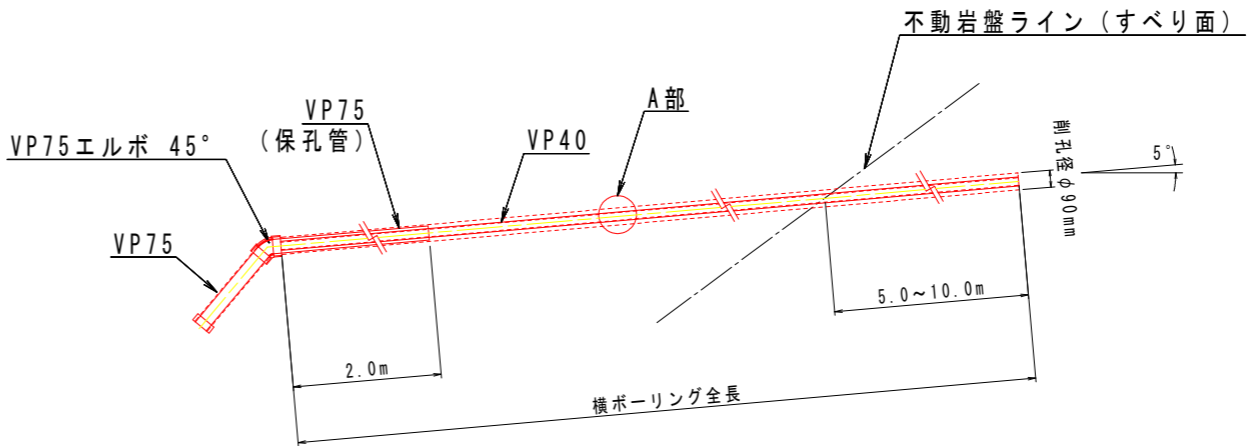 不動岩盤ライン（すべり面）
A部
VP75
（保孔管）
VP40
VP75エルボ 45°
VP75
削孔径φ90mm
5°
5.0～10.0m
2.0m
横ボーリング全長